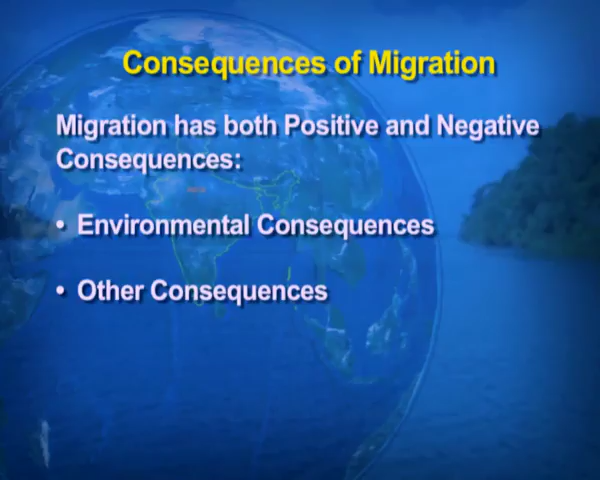 Consequences of Migration
Migration has both Positive and Negative
Consequences:
• Environmental Consequences
• Other Consequences